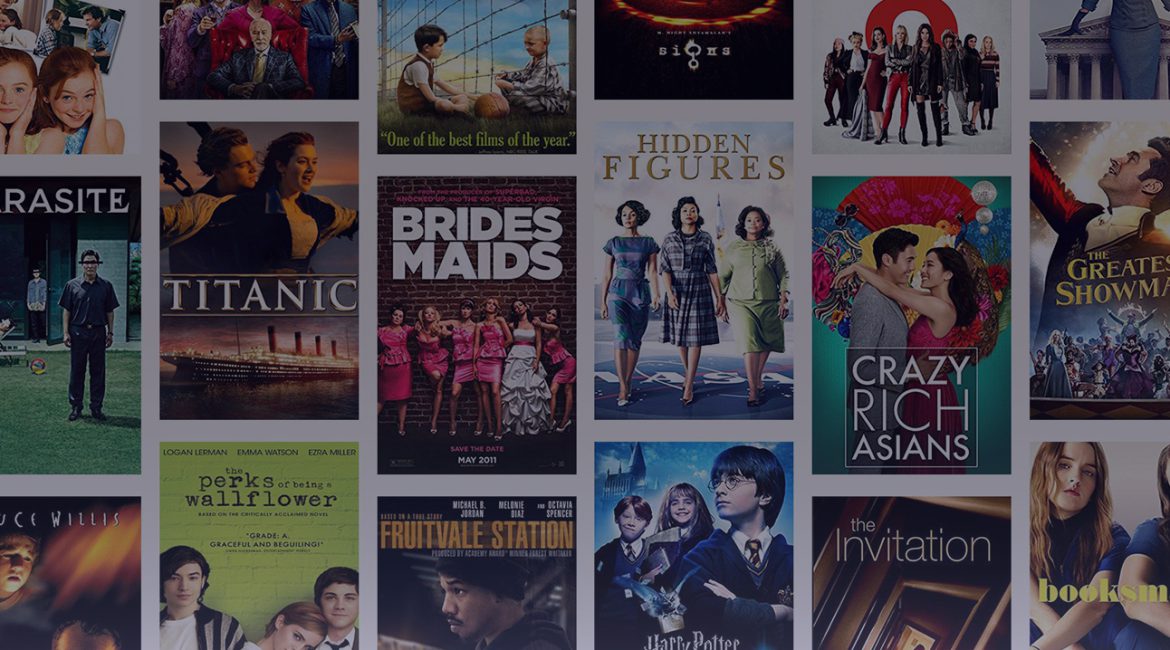 ARASITE
UCE WILLIS
TITANIC
LOGAN LERMAN EMMA WATSON EZRA MILLER
the
perks of being a
wallflower
BASED ON THE CRITICALLY ACCLAIMED NOVEL
"GRADE: A.
GRACEFUL AND BEGUILING!"
"One of the best films of the year."
FROM THE PRODUCER OF SUPERBAD,
KNOCKED UP AND THE 40-YEAR-OLD VIRGIN
BRIDES
MAIDS
SAVE THE DATE
MAY 2011
MICHAEL B. JORDAN
MELONIE DIAZ
AND OCTAVIA SPENCER
BASED ON A TRUE STORY
FRUITVALE STATION
PRODUCED BY ACADEMY AWARD® WINNER FOREST WHITAKER
M. NIGHT SHYAMALAN'S
signs
HIDDEN
FIGURES
NASA
Harry Potter
8
CRAZY
RICH
ASIANS
the
Invitation
THE
GREATES
SHOWMA
booksm